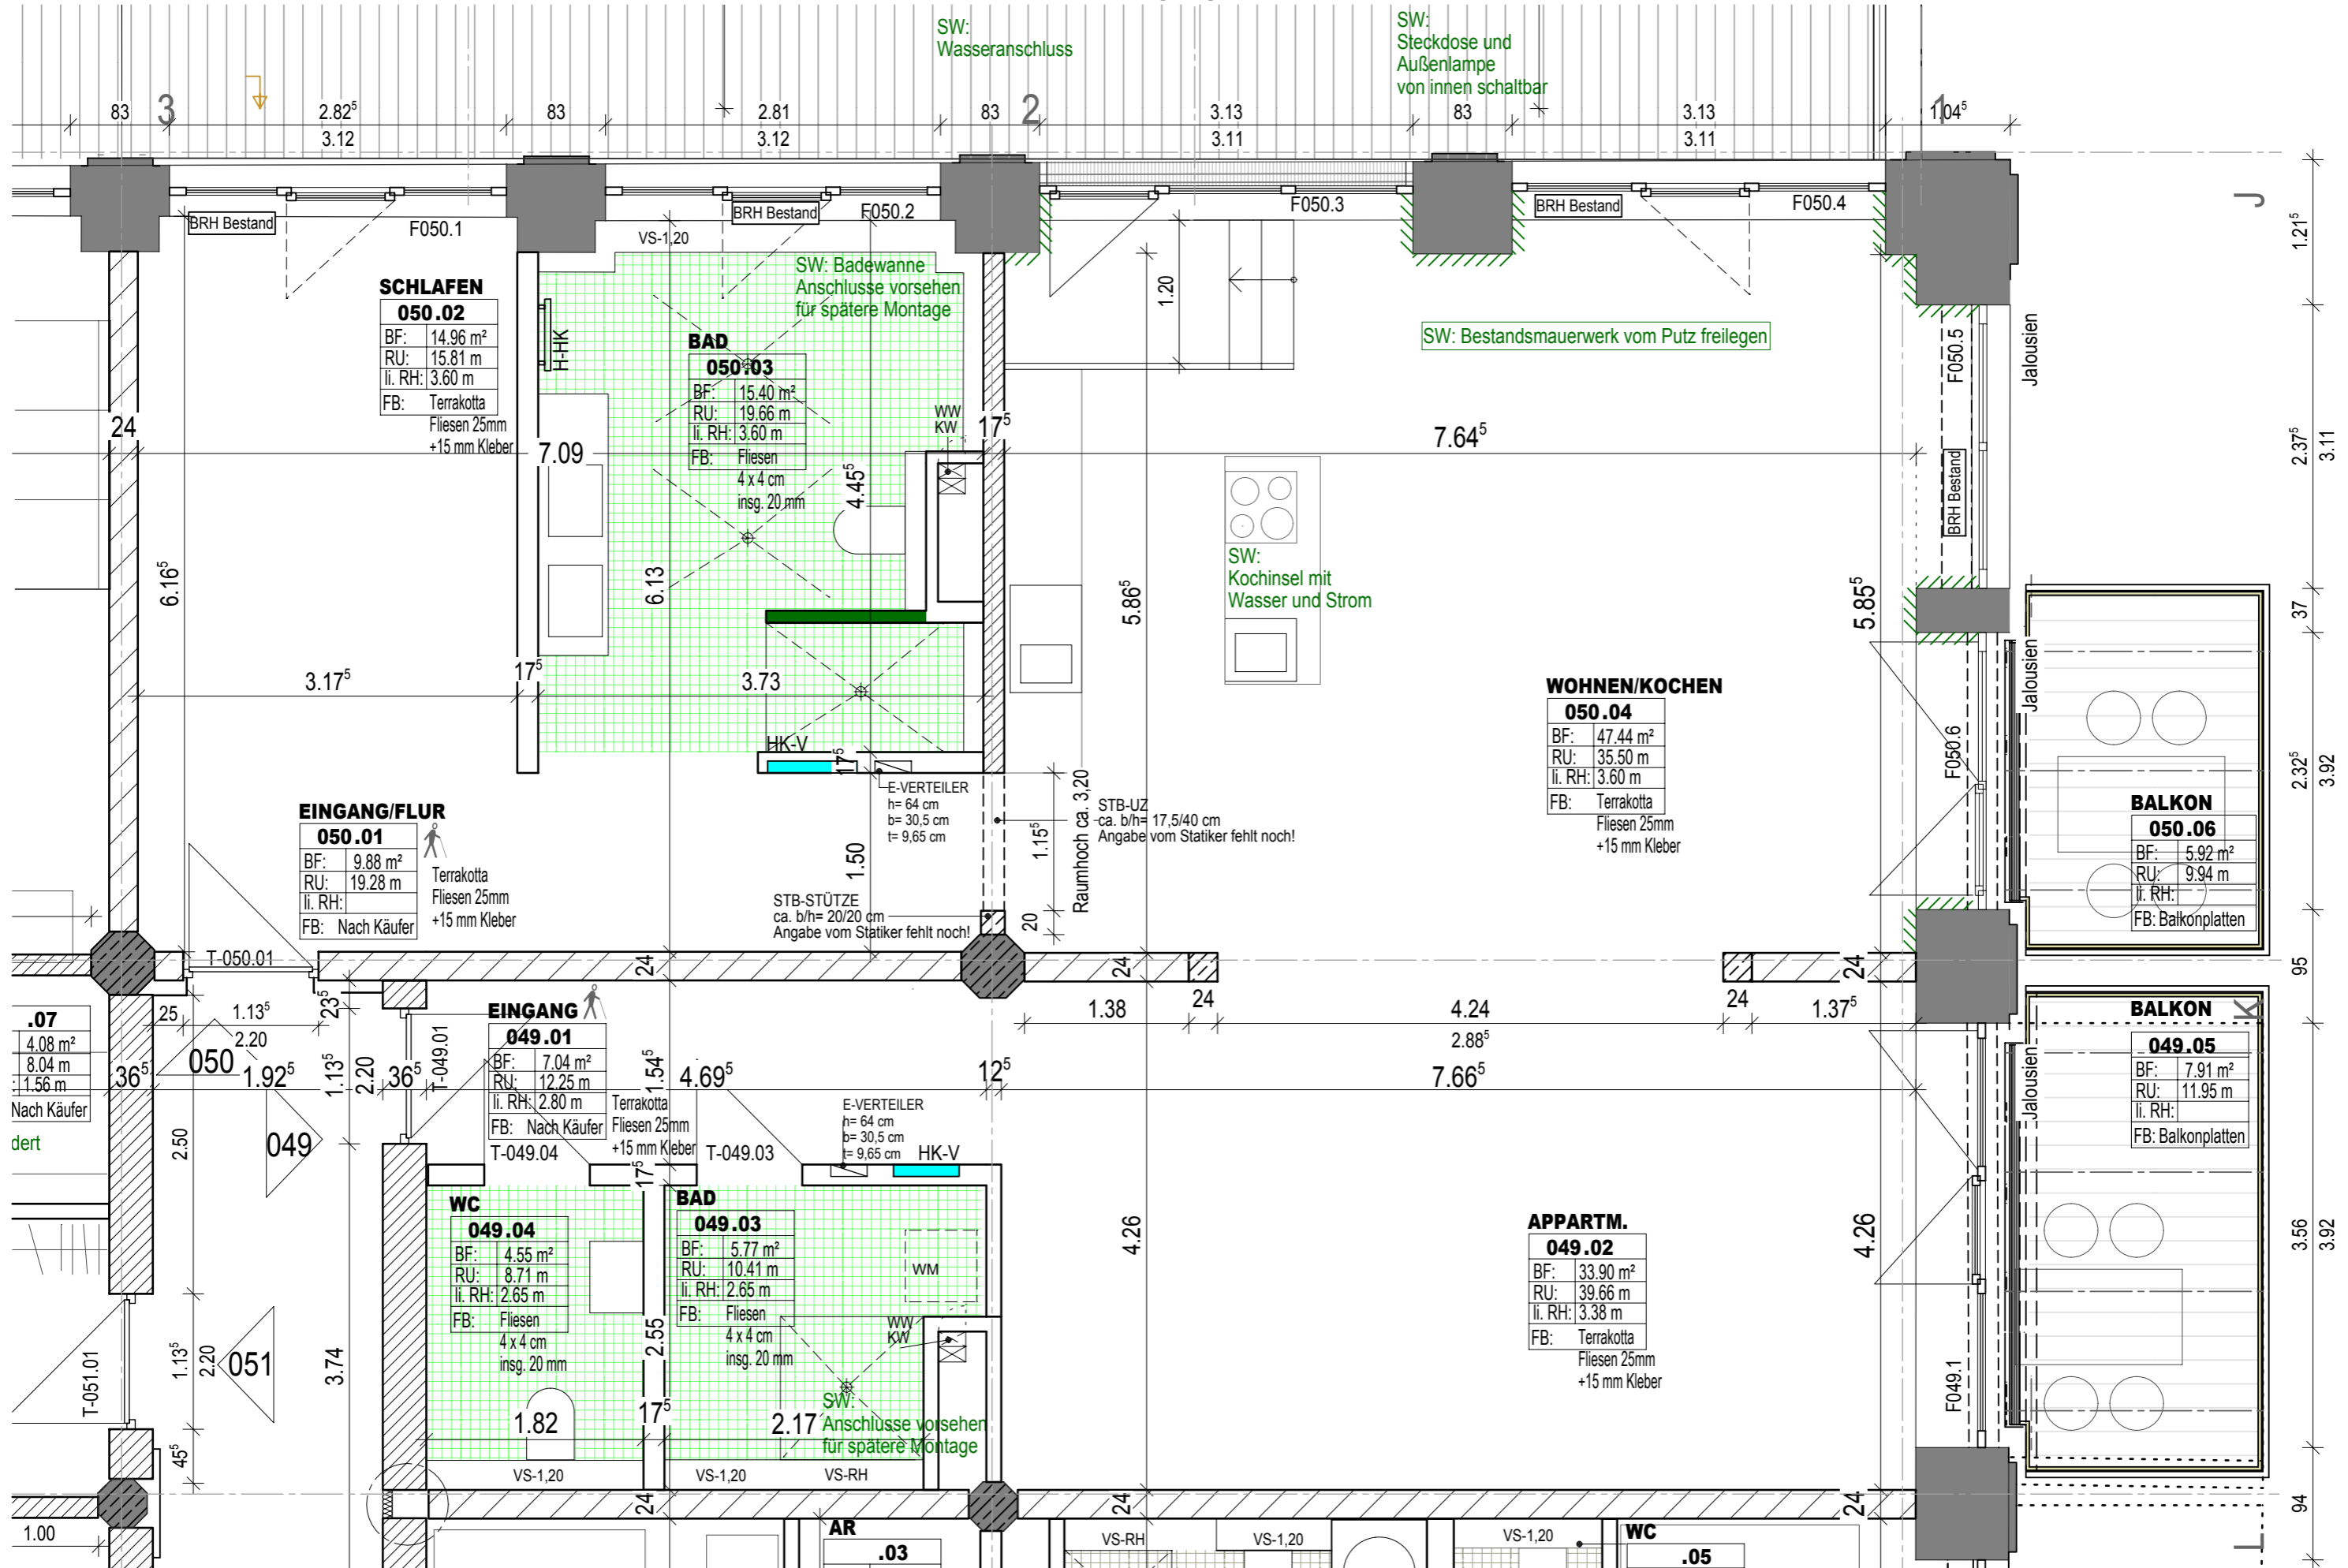 SW:
Wasseranschluss
SW:
Steckdose und
Außenlampe
von innen schaltbar
3
2
1
83
2.82⁵
3.12
83
2.81
3.12
83
3.13
3.11
83
3.13
3.11
1.04⁵
BRH Bestand
F050.1
BRH Bestand
F050.2
F050.3
BRH Bestand
F050.4
J
1.21⁵
VS-1,20
SW: Badewanne
Anschlusse vorsehen
für spätere Montage
H-HK
1.20
SW: Bestandsmauerwerk vom Putz freilegen
F050.5
Jalousien
SCHLAFEN
050.02
BF: 14.96 m²
RU: 15.81 m
li. RH: 3.60 m
FB: Terrakotta
Fliesen 25mm
+15 mm Kleber
BAD
050.03
BF: 15.40 m²
RU: 19.66 m
li. RH: 3.60 m
FB: Fliesen
4 x 4 cm
insg. 20 mm
WW
KW
24
7.09
17⁵
7.64⁵
2.37⁵
3.11
4.45⁵
BRH Bestand
SW:
Kochinsel mit
Wasser und Strom
6.16⁵
6.13
5.86⁵
5.85⁵
37
3.17⁵
17⁵
3.73
WOHNEN/KOCHEN
050.04
BF: 47.44 m²
RU: 35.50 m
li. RH: 3.60 m
FB: Terrakotta
Fliesen 25mm
+15 mm Kleber
Jalousien
F050.6
2.32⁵
3.92
HK-V
17⁵
E-VERTEILER
h= 64 cm
b= 30,5 cm
t= 9,65 cm
1.15⁵
Raumhoch ca. 3,20
STB-UZ
ca. b/h= 17,5/40 cm
Angabe vom Statiker fehlt noch!
BALKON
050.06
BF: 5.92 m²
RU: 9.94 m
li. RH:
FB: Balkonplatten
EINGANG/FLUR
050.01
BF: 9.88 m²
RU: 19.28 m
li. RH:
FB: Nach Käufer
Terrakotta
Fliesen 25mm
+15 mm Kleber
1.50
STB-STÜTZE
ca. b/h= 20/20 cm
Angabe vom Statiker fehlt noch!
20
T-050.01
24
24
24
95
25
1.13⁵
2.20
23⁵
1.38
24
4.24
2.88⁵
24
1.37⁵
K
.07
4.08 m²
8.04 m
1.56 m
Nach Käufer
dert
050
36⁵
1.92⁵
1.13⁵
2.20
36⁵
T-049.01
EINGANG
049.01
BF: 7.04 m²
RU: 12.25 m
li. RH: 2.80 m
FB: Nach Käufer
Terrakotta
Fliesen 25mm
+15 mm Kleber
1.54⁵
4.69⁵
12⁵
7.66⁵
BALKON
049.05
BF: 7.91 m²
RU: 11.95 m
li. RH:
FB: Balkonplatten
Jalousien
2.50
049
E-VERTEILER
h= 64 cm
b= 30,5 cm
t= 9,65 cm
T-049.04
T-049.03
HK-V
17⁵
WC
049.04
BF: 4.55 m²
RU: 8.71 m
li. RH: 2.65 m
FB: Fliesen
4 x 4 cm
insg. 20 mm
BAD
049.03
BF: 5.77 m²
RU: 10.41 m
li. RH: 2.65 m
FB: Fliesen
4 x 4 cm
insg. 20 mm
WM
WW
KW
4.26
APPARTM.
049.02
BF: 33.90 m²
RU: 39.66 m
li. RH: 3.38 m
FB: Terrakotta
Fliesen 25mm
+15 mm Kleber
4.26
3.56
3.92
T-051.01
1.13⁵
2.20
051
3.74
2.55
F049.1
SW:
Anschlusse vorsehen
für spätere Montage
1.82
17⁵
2.17
45⁵
VS-1,20
VS-1,20
VS-RH
24
24
24
94
1.00
AR
.03
VS-RH
VS-1,20
VS-1,20
WC
.05
L